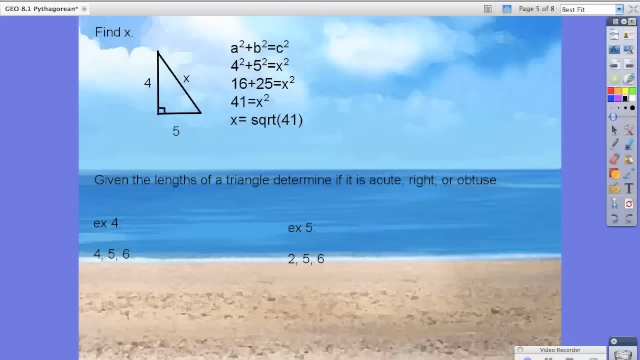 GEO 8.1 Pythagorean*
Page 5 of 8
Best Fit
Find x.
a²+b²=c²
4²+5²=x²
16+25=x²
41=x²
x= sqrt(41)
4
x
5
Given the lengths of a triangle determine if it is acute, right, or obtuse
ex 4.
ex 5
4, 5, 6
2, 5, 6
Video Recorder